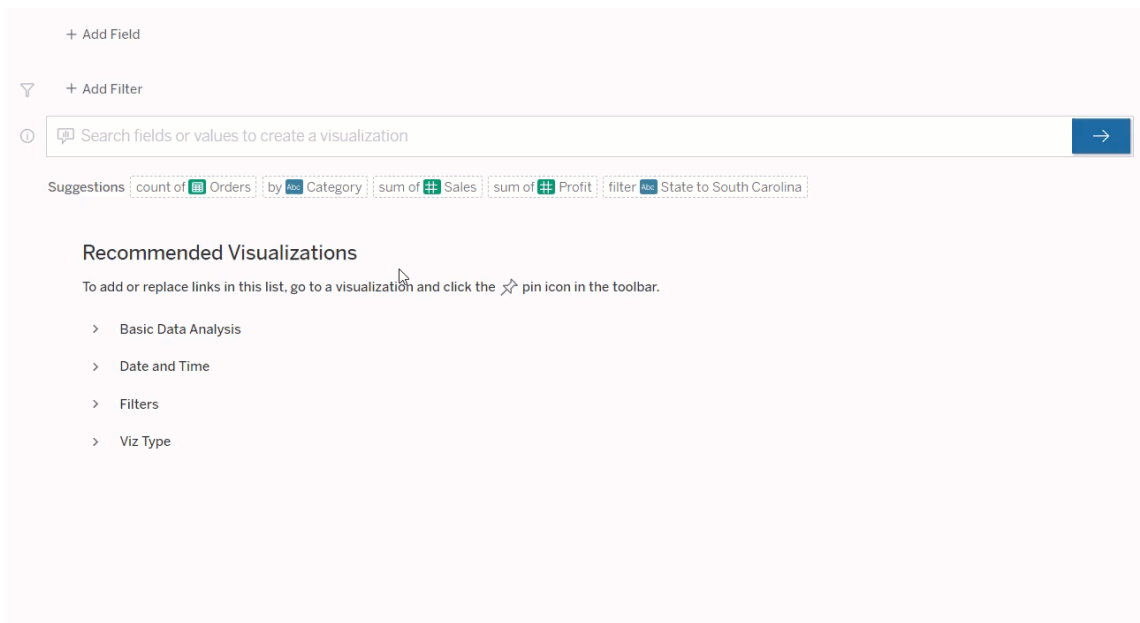 + Add Field
+ Add Filter
Search fields or values to create a visualization
Suggestions count of Orders by Abc Category sum of Sales sum of Profit filter Abc State to South Carolina
Recommended Visualizations
To add or replace links in this list, go to a visualization and click the pin icon in the toolbar.
Basic Data Analysis
Date and Time
Filters
Viz Type